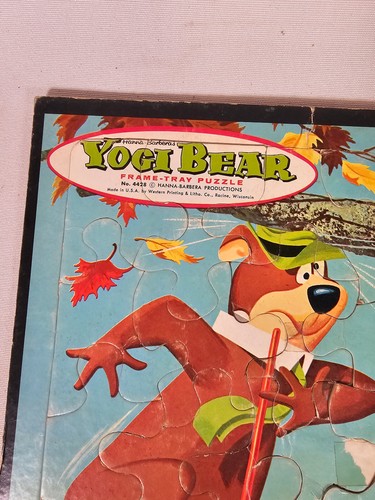 Hanna-Barbera's
YOGI BEAR
FRAME-TRAY PUZZLE
No. 4428 © HANNA-BARBERA PRODUCTIONS
Made in U.S.A. by Western Printing & Litho. Co., Racine, Wisconsin